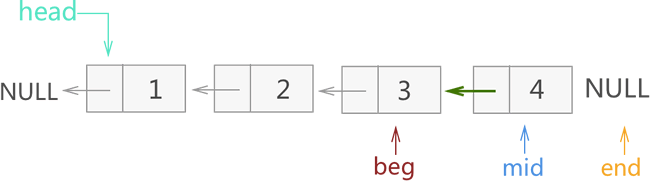 head
NULL 1 2 3 4 NULL
beg mid end